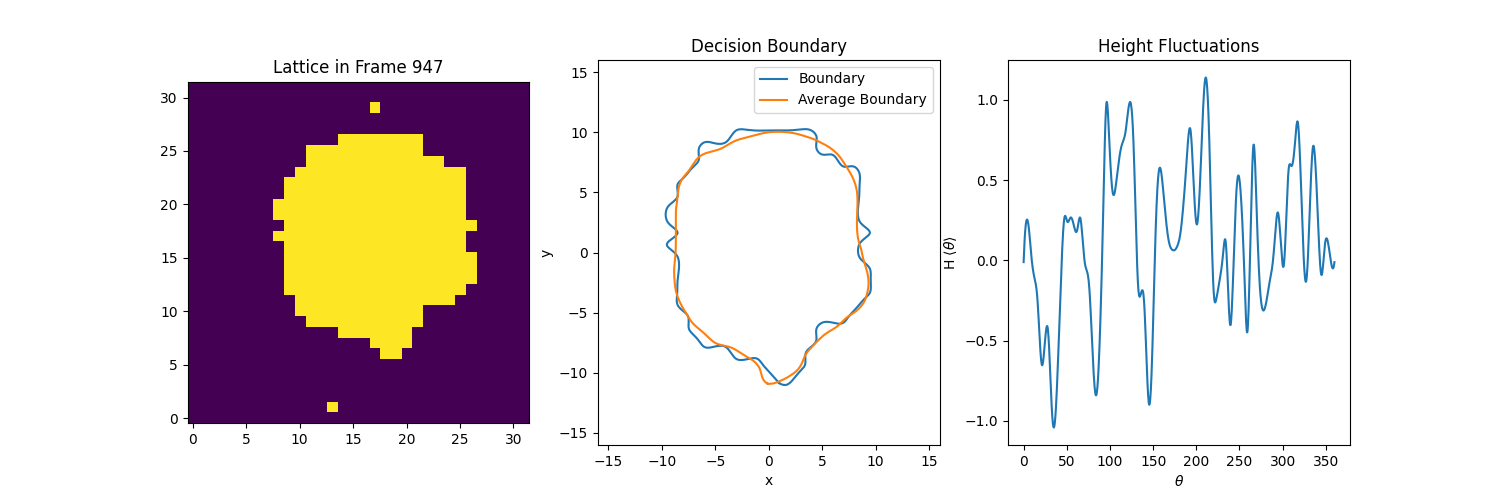 Lattice in Frame 947
30
25
20
15
10
5
0
0 5 10 15 20 25 30
Decision Boundary
Boundary
Average Boundary
y
15
10
5
0
−5
−10
−15
−15 −10 −5 0 5 10 15
x
Height Fluctuations
H (θ)
1.0
0.5
0.0
−0.5
−1.0
0 50 100 150 200 250 300 350
θ